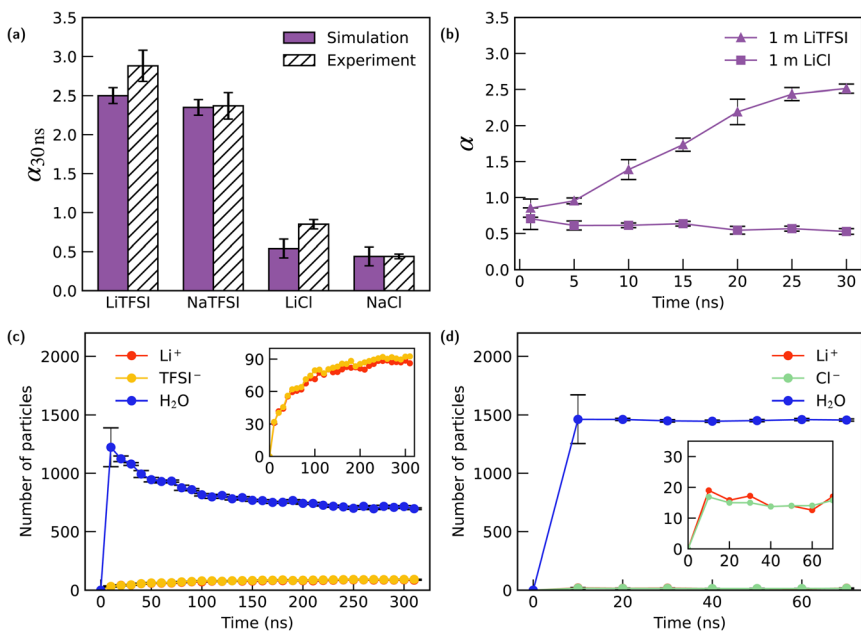 (a)
3.5
3.0
2.5
2.0
1.5
1.0
0.5
0.0
α30 ns
Simulation
Experiment
LiTFSI NaTFSI LiCl NaCl
(b)
3.5
3.0
2.5
2.0
1.5
1.0
0.5
0.0
α
1 m LiTFSI
1 m LiCl
0 5 10 15 20 25 30
Time (ns)
(c)
2000
1500
1000
500
0
Number of particles
Li⁺
TFSI⁻
H₂O
90
60
30
0
0 100 200 300
0 50 100 150 200 250 300
Time (ns)
(d)
2000
1500
1000
500
0
Number of particles
Li⁺
Cl⁻
H₂O
30
20
10
0
0 20 40 60
0 20 40 60
Time (ns)